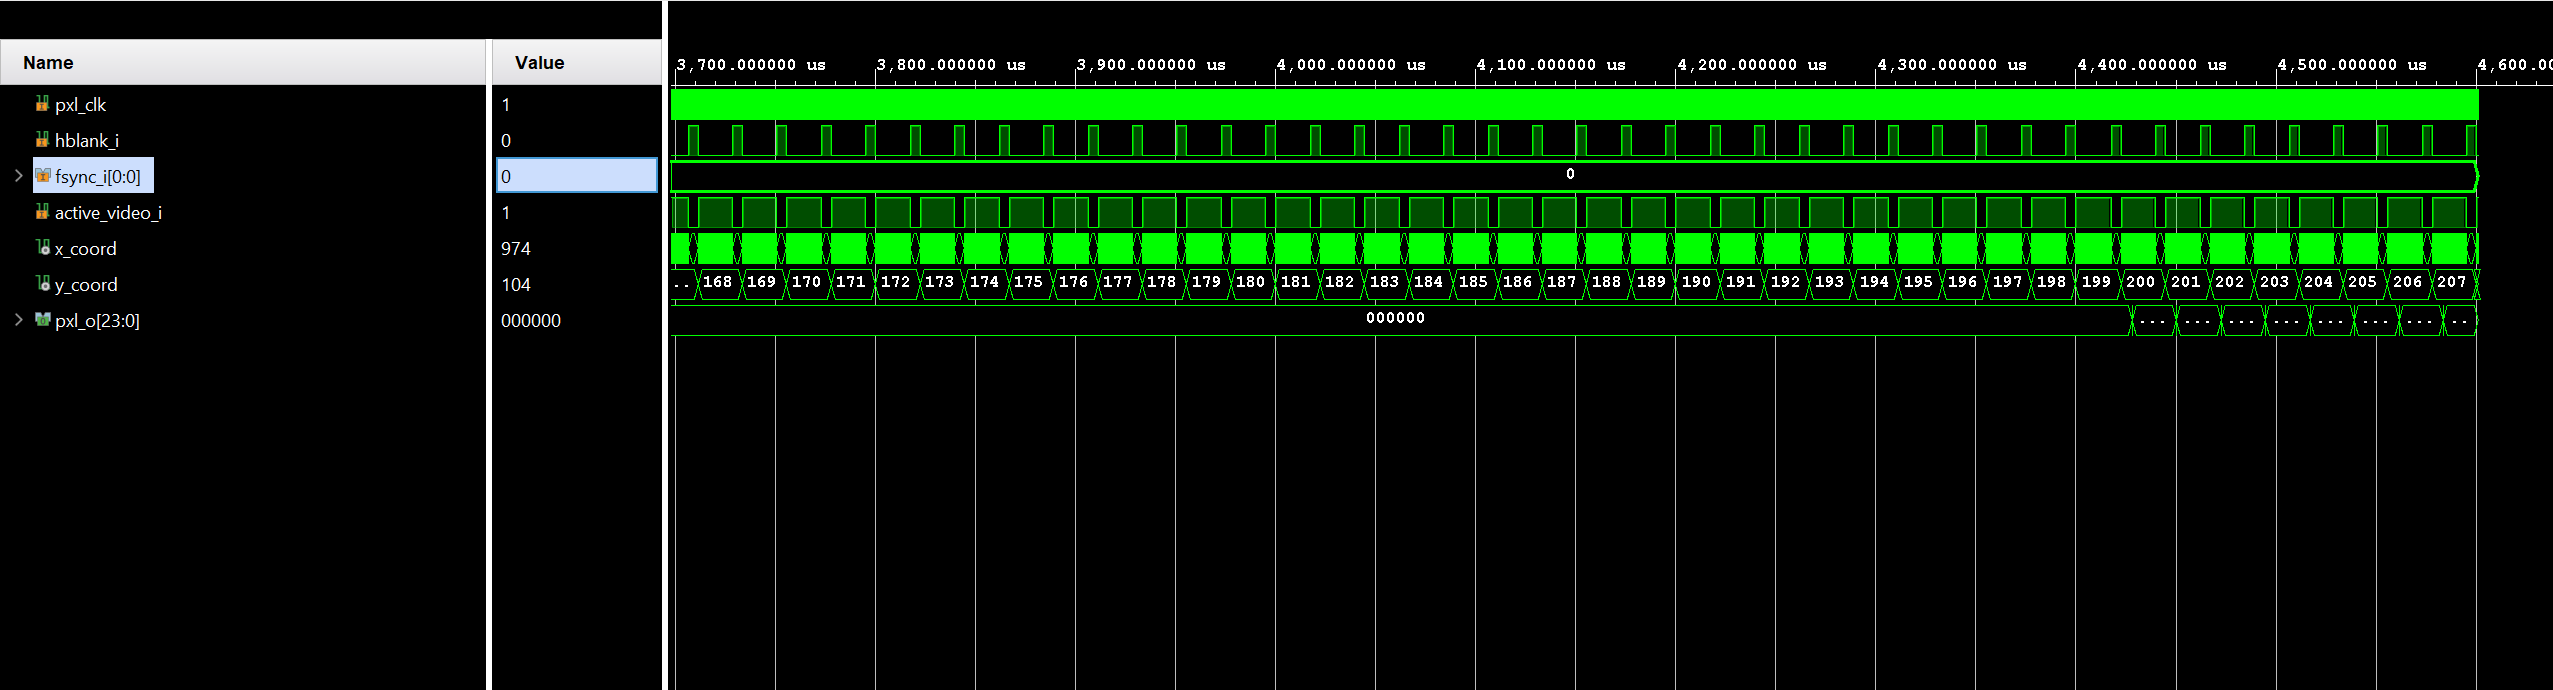 Name Value
3,700.000000 us 3,800.000000 us 3,900.000000 us 4,000.000000 us 4,100.000000 us 4,200.000000 us 4,300.000000 us 4,400.000000 us 4,500.000000 us 4,600.00
pxl_clk 1
hblank_i 0
fsync_i[0:0] 0 0
active_video_i 1
x_coord 974
y_coord 104 .. 168 169 170 171 172 173 174 175 176 177 178 179 180 181 182 183 184 185 186 187 188 189 190 191 192 193 194 195 196 197 198 199 200 201 202 203 204 205 206 207
pxl_o[23:0] 000000 000000 ... ... ... ... ... ... ... ..